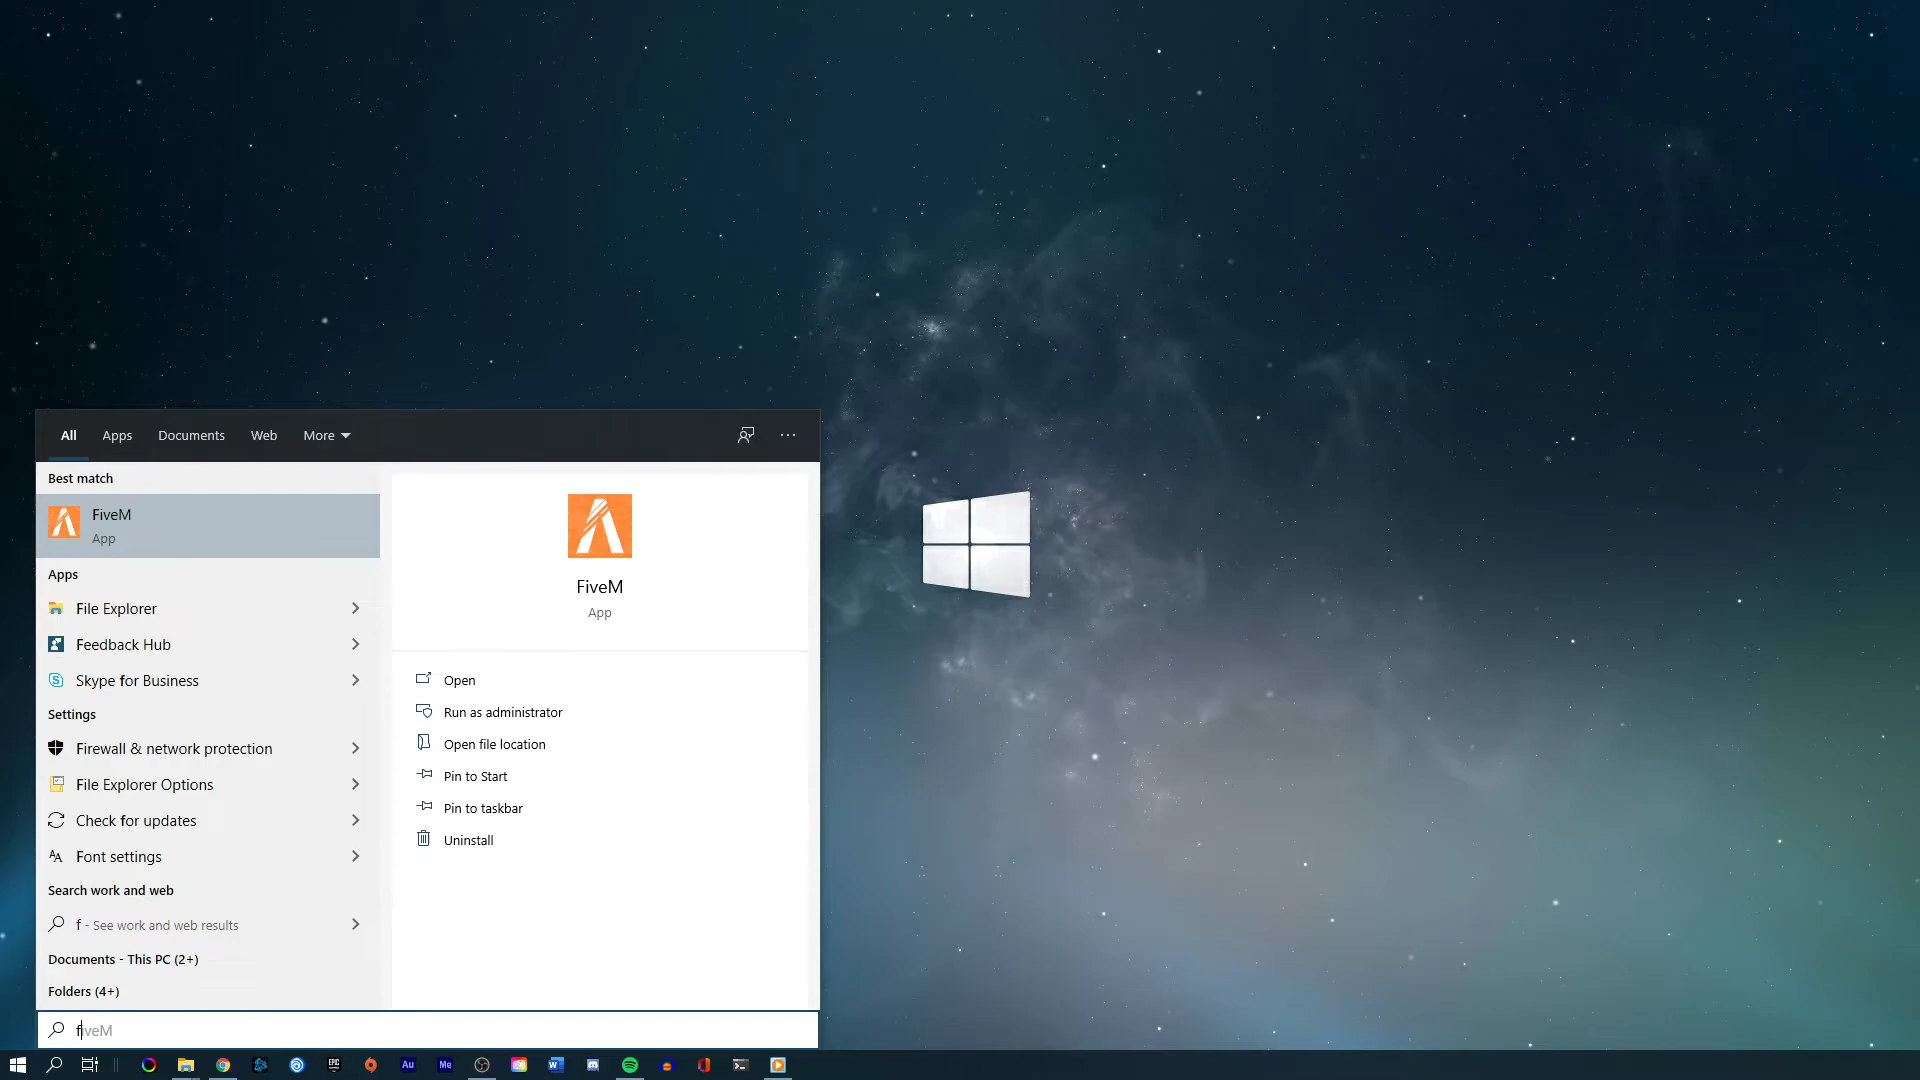 All Apps Documents Web More
Best match
FiveM
App
Apps
File Explorer
Feedback Hub
Skype for Business
Settings
Firewall & network protection
File Explorer Options
Check for updates
Font settings
Search work and web
f - See work and web results
Documents - This PC (2+)
Folders (4+)
FiveM
App
Open
Run as administrator
Open file location
Pin to Start
Pin to taskbar
Uninstall
fiveM
EPIC
Au
Me
W